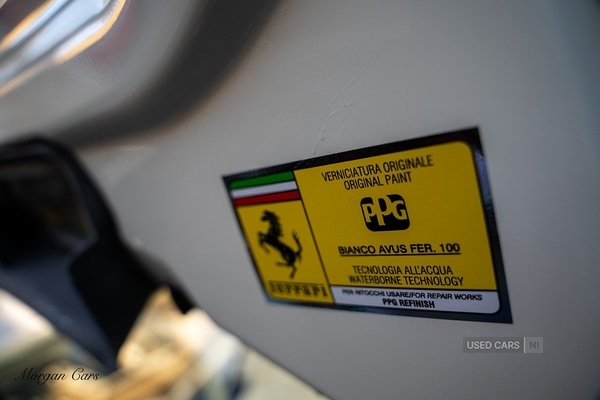 VERNICIATURA ORIGINALE
ORIGINAL PAINT
PPG
BIANCO AVUS FER. 100
TECNOLOGIA ALL'ACQUA
WATERBORNE TECHNOLOGY
Ferrari
PER RITOCCHI USARE/FOR REPAIR WORKS
PPG REFINISH
USED CARS NI
Morgan Cars